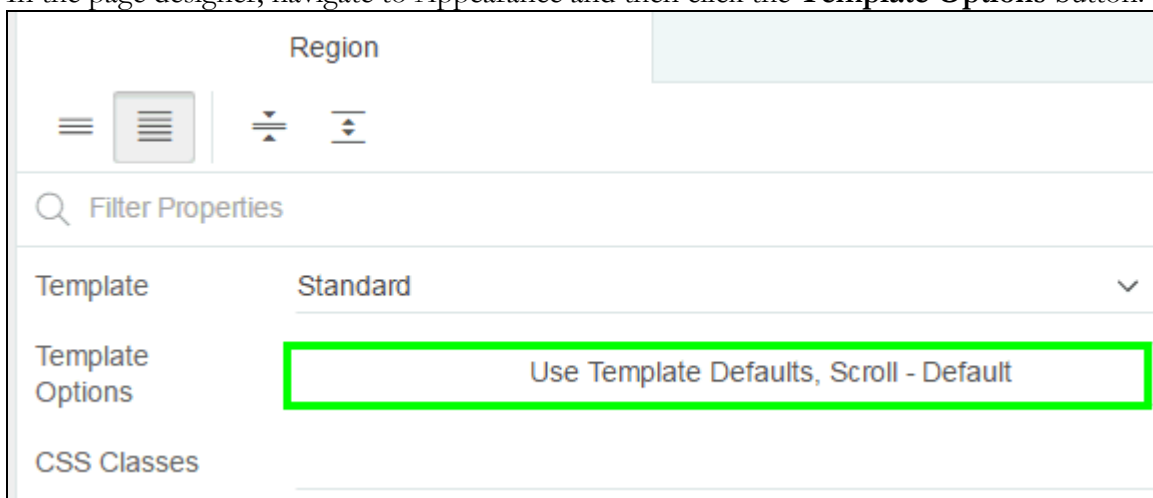 In the page designer, navigate to Appearance and then click the Template Options button.
Region
Filter Properties
Template
Standard
Template
Options
Use Template Defaults, Scroll - Default
CSS Classes